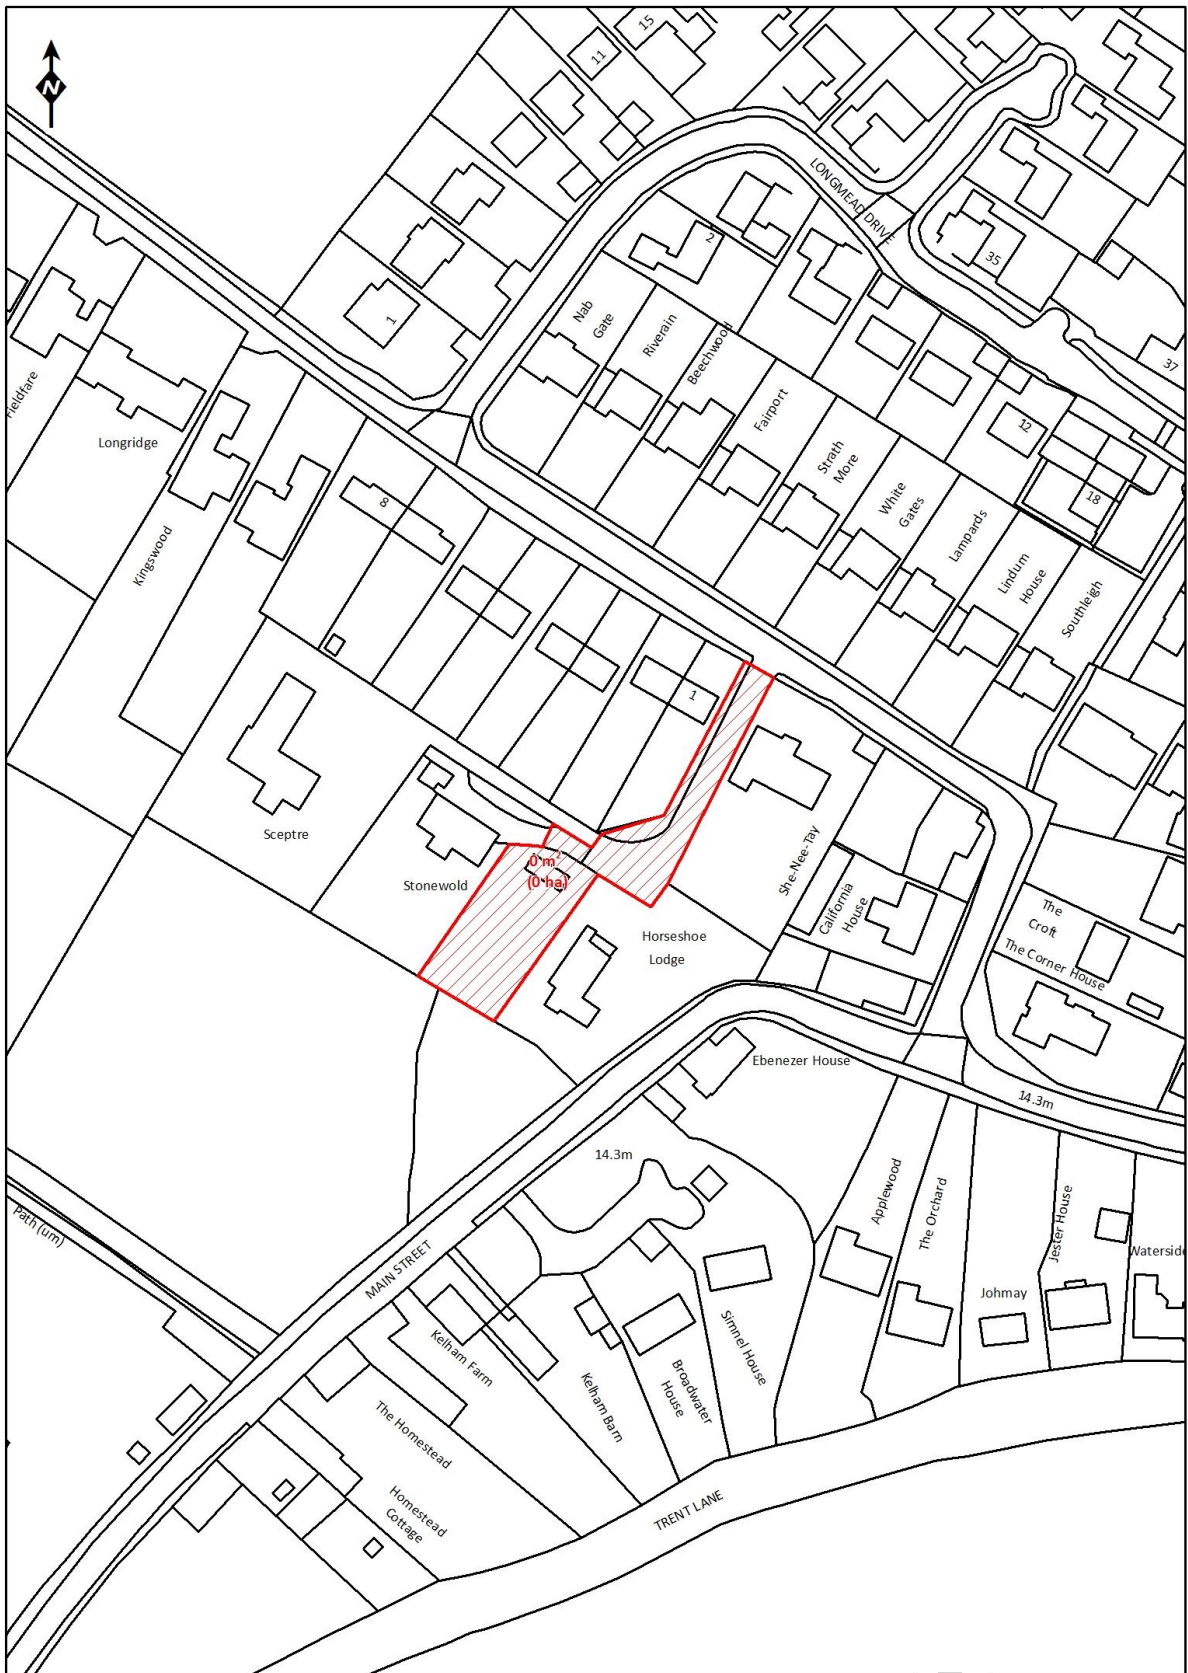 N
15
11
LONGMEAD DRIVE
2
35
1
Nab
Gate
Riverain
Beechwood
37
Fieldfare
Longridge
Fairport
12
Strath
More
8
White
Gates
18
Lampards
Kingswood
Lindum
House
Southleigh
1
Sceptre
0 m²
(0 ha)
She-Nee-Tay
Stonewold
California
House
Horseshoe
Lodge
The
Croft
The Corner House
Ebenezer House
14.3m
14.3m
Applewood
The Orchard
Jester House
Path (um)
MAIN STREET
Watersid
Johmay
Kelham Farm
Simnel House
Broadwater
House
Kelham Barn
The Homestead
Homestead
Cottage
TRENT LANE